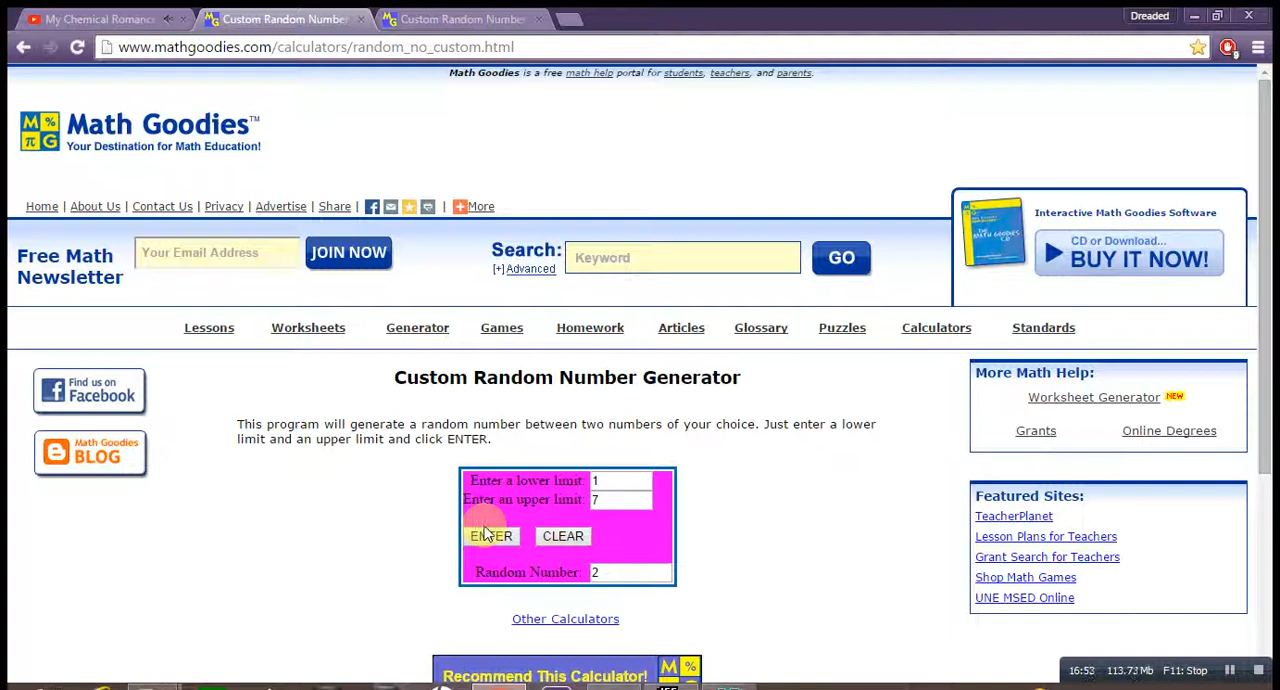 My Chemical Romance
Custom Random Number
Custom Random Number
Dreaded
www.mathgoodies.com/calculators/random_no_custom.html
9
Math Goodies is a free math help portal for students, teachers, and parents.
M %
π G
Math Goodies™
Your Destination for Math Education!
Home | About Us | Contact Us | Privacy | Advertise | Share | | More
Interactive Math Goodies Software
THE MATH GOODIES CD
CD or Download...
BUY IT NOW!
Free Math
Newsletter
Your Email Address
JOIN NOW
Search:
[+] Advanced
Keyword
GO
Lessons Worksheets Generator Games Homework Articles Glossary Puzzles Calculators Standards
Find us on
Facebook
Math Goodies
BLOG
Custom Random Number Generator
This program will generate a random number between two numbers of your choice. Just enter a lower
limit and an upper limit and click ENTER.
Enter a lower limit: 1
Enter an upper limit: 7
ENTER CLEAR
Random Number: 2
Other Calculators
Recommend This Calculator!
M %
More Math Help:
Worksheet Generator NEW
Grants Online Degrees
Featured Sites:
TeacherPlanet
Lesson Plans for Teachers
Grant Search for Teachers
Shop Math Games
UNE MSED Online
16:53 113.73 MB F11: Stop